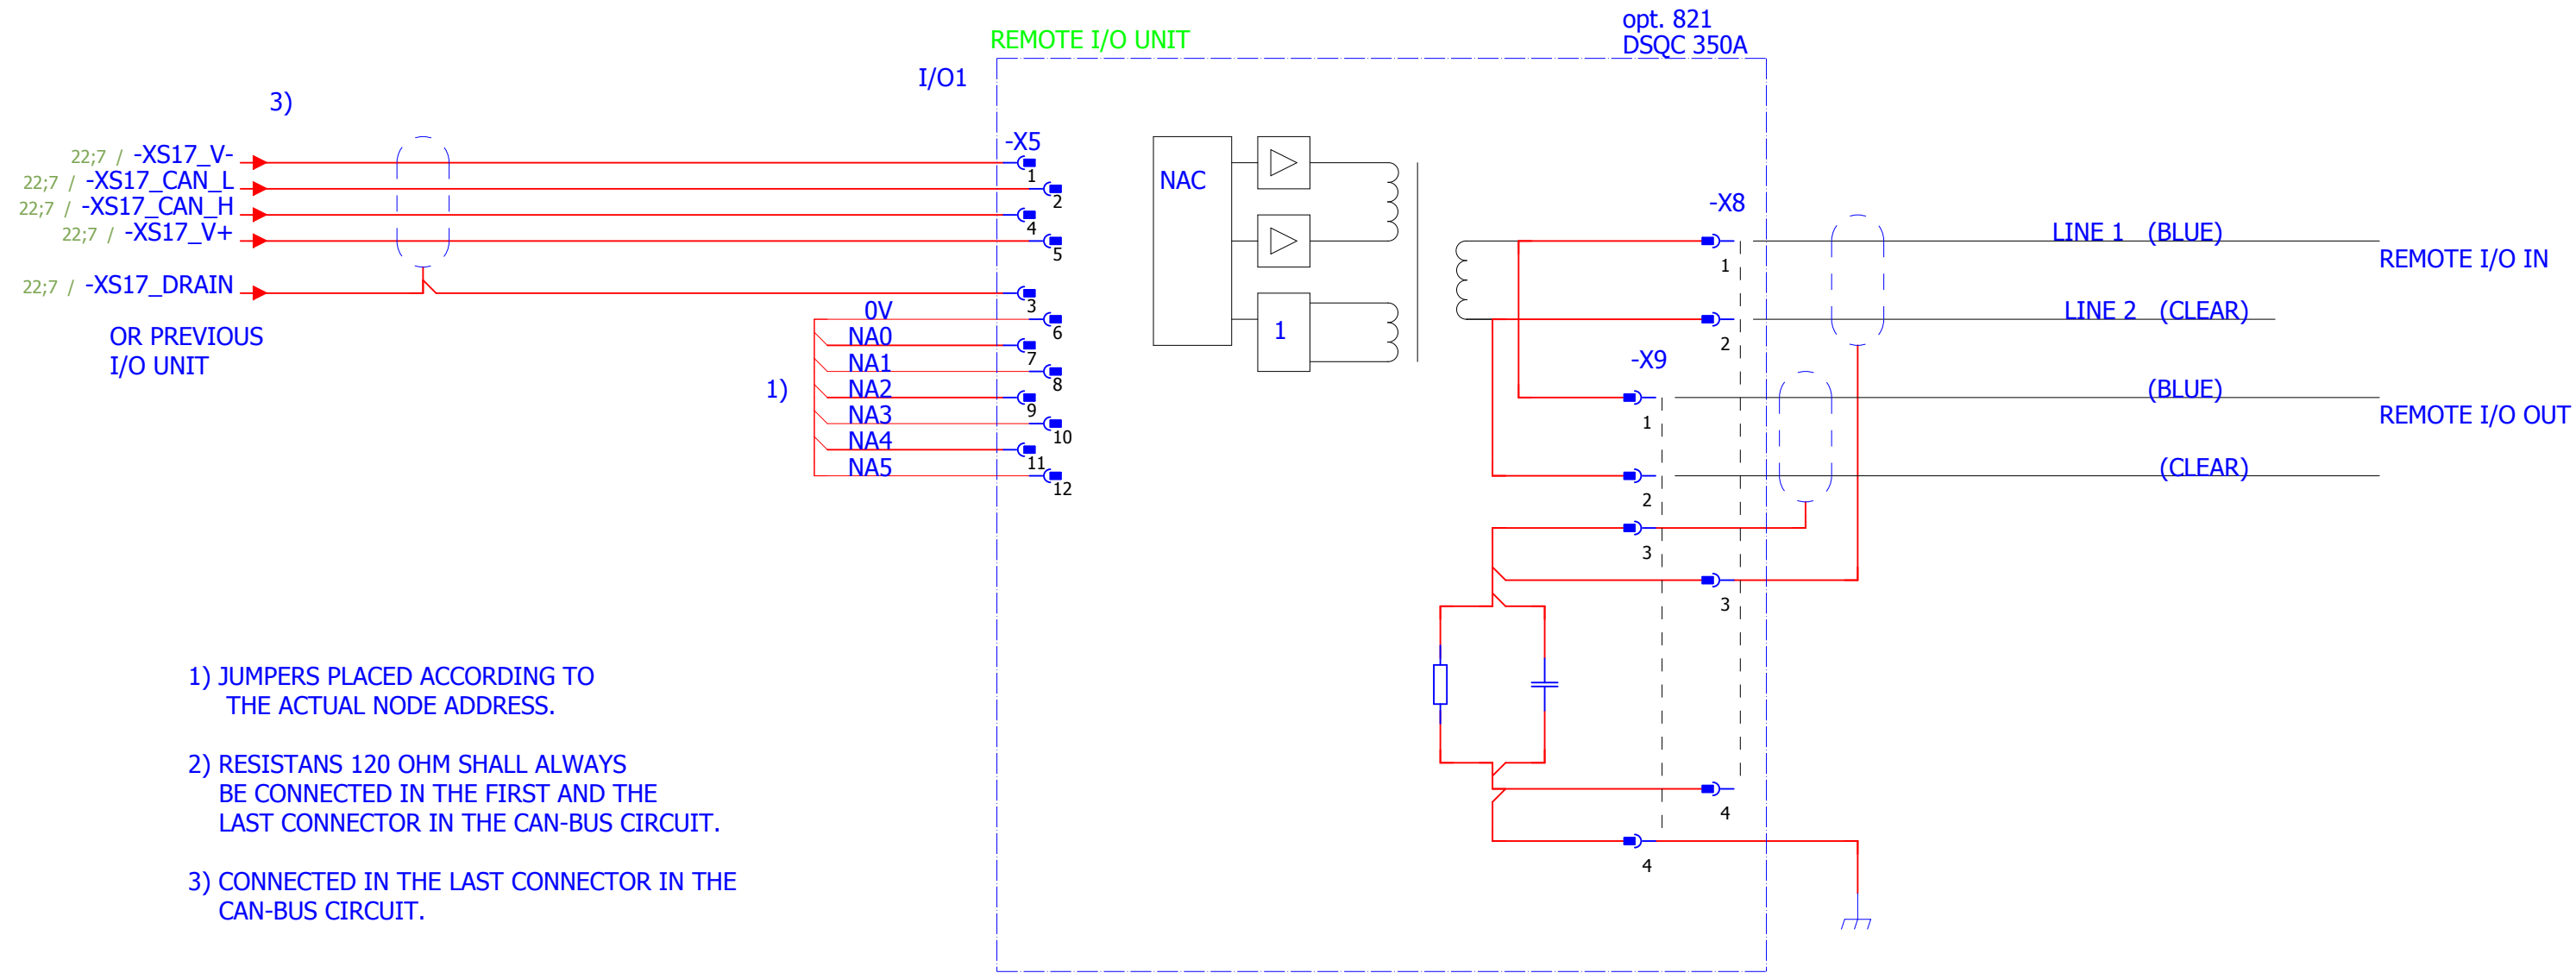 opt. 821
DSQC 350A
REMOTE I/O UNIT
I/O1
3)
-X5
22;7 / -XS17_V-
22;7 / -XS17_CAN_L
22;7 / -XS17_CAN_H
22;7 / -XS17_V+
22;7 / -XS17_DRAIN
OR PREVIOUS
I/O UNIT
1
2
4
5
3
6
7
8
9
10
11
12
0V
NA0
NA1
NA2
NA3
NA4
NA5
1)
NAC
1
-X8
1
2
3
4
-X9
1
2
3
4
LINE 1 (BLUE)
REMOTE I/O IN
LINE 2 (CLEAR)
(BLUE)
REMOTE I/O OUT
(CLEAR)
1) JUMPERS PLACED ACCORDING TO
THE ACTUAL NODE ADDRESS.
2) RESISTANS 120 OHM SHALL ALWAYS
BE CONNECTED IN THE FIRST AND THE
LAST CONNECTOR IN THE CAN-BUS CIRCUIT.
3) CONNECTED IN THE LAST CONNECTOR IN THE
CAN-BUS CIRCUIT.